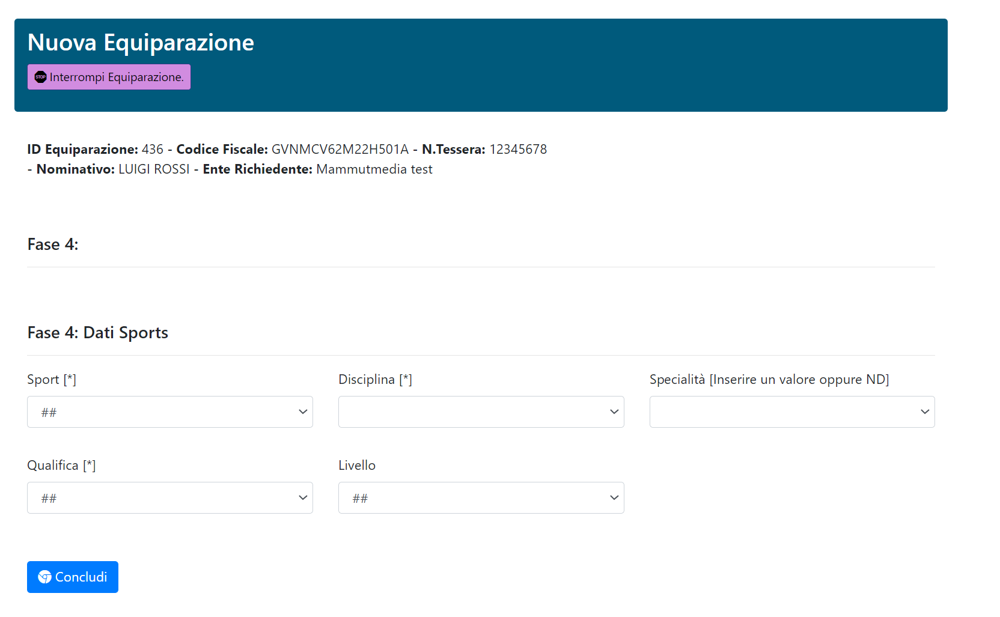 Nuova Equiparazione
STOP Interrompi Equiparazione.
ID Equiparazione: 436 - Codice Fiscale: GVNMCV62M22H501A - N.Tessera: 12345678
- Nominativo: LUIGI ROSSI - Ente Richiedente: Mammutmedia test
Fase 4:
Fase 4: Dati Sports
Sport [*] Disciplina [*] Specialità [Inserire un valore oppure ND]
##
Qualifica [*] Livello
## ##
Concludi